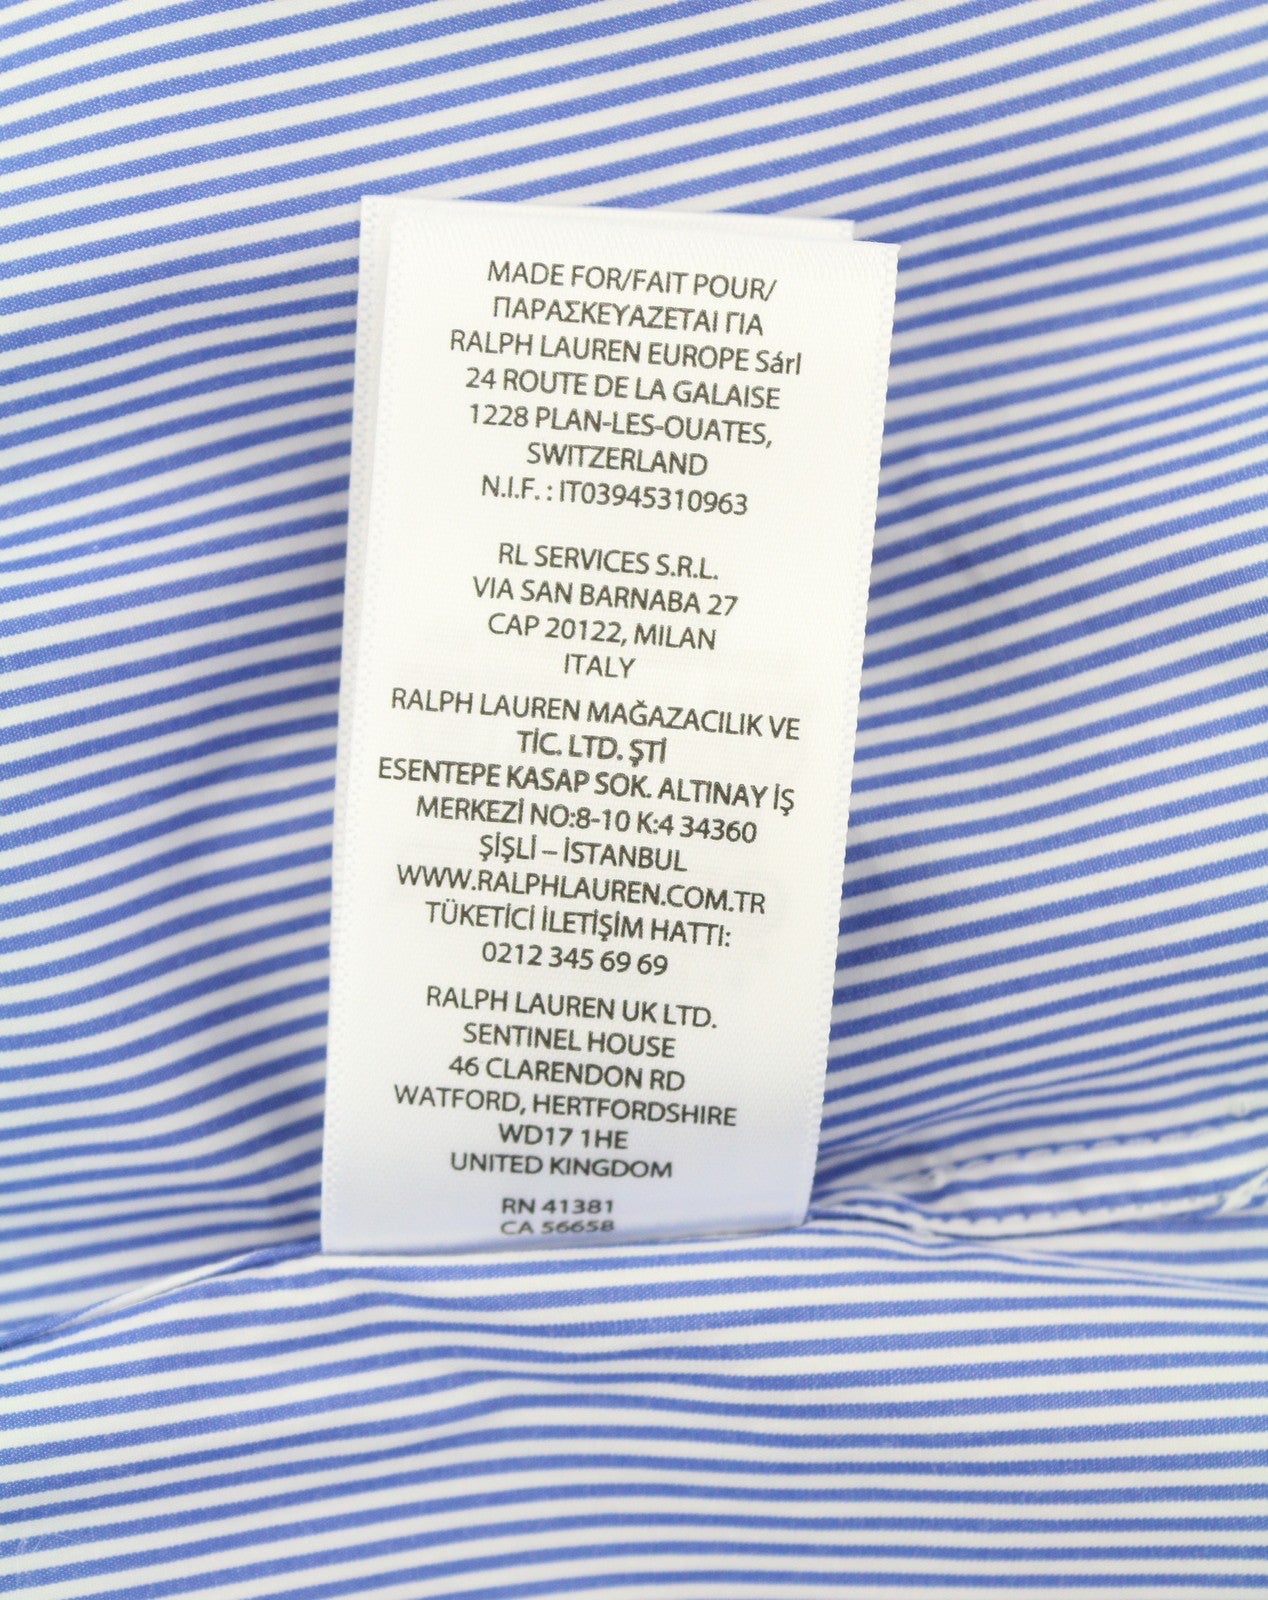 MADE FOR/FAIT POUR/
ΠΑΡΑΣΚΕΥΑΖΕΤΑΙ ΓΙΑ
RALPH LAUREN EUROPE Sárl
24 ROUTE DE LA GALAISE
1228 PLAN-LES-OUATES,
SWITZERLAND
N.I.F. : IT03945310963
RL SERVICES S.R.L.
VIA SAN BARNABA 27
CAP 20122, MILAN
ITALY
RALPH LAUREN MAĞAZACILIK VE
TİC. LTD. ŞTİ
ESENTEPE KASAP SOK. ALTINAY İŞ
MERKEZİ NO:8-10 K:4 34360
ŞİŞLİ – İSTANBUL
WWW.RALPHLAUREN.COM.TR
TÜKETİCİ İLETİŞİM HATTI:
0212 345 69 69
RALPH LAUREN UK LTD.
SENTINEL HOUSE
46 CLARENDON RD
WATFORD, HERTFORDSHIRE
WD17 1HE
UNITED KINGDOM
RN 41381
CA 56658